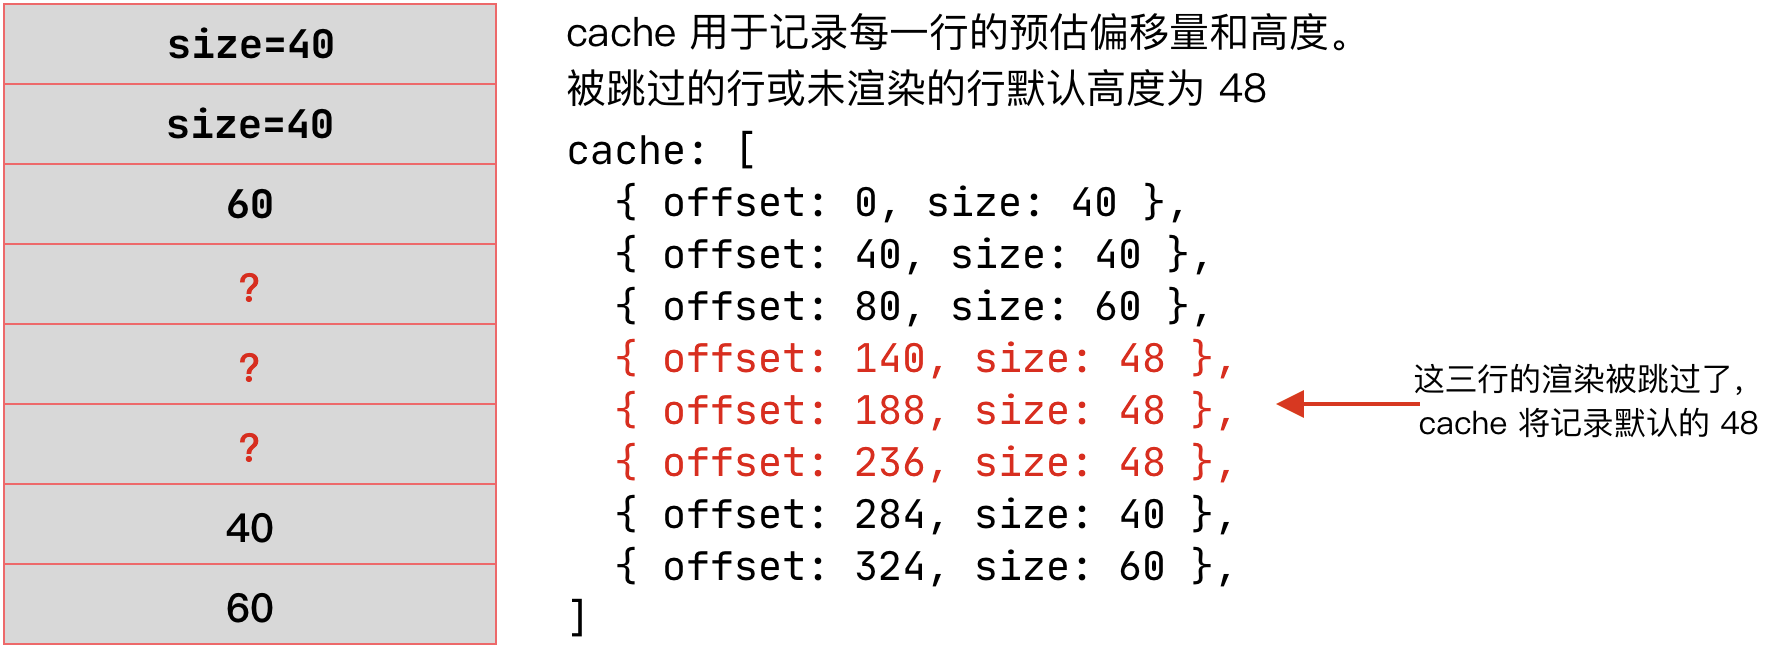 size=40
size=40
60
?
?
?
40
60
cache 用于记录每一行的预估偏移量和高度。
被跳过的行或未渲染的行默认高度为 48
cache: [
{ offset: 0, size: 40 },
{ offset: 40, size: 40 },
{ offset: 80, size: 60 },
{ offset: 140, size: 48 },
{ offset: 188, size: 48 },
{ offset: 236, size: 48 },
{ offset: 284, size: 40 },
{ offset: 324, size: 60 },
]
这三行的渲染被跳过了，
cache 将记录默认的 48